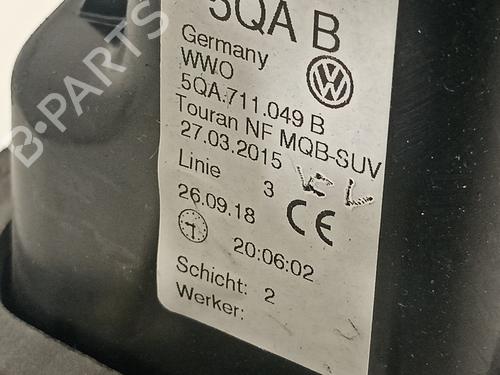 5QA B
Germany
WWO
5QA.711.049 B
Touran NF MQB-SUV
27.03.2015
Linie 3
26.09.18
20:06:02
Schicht: 2
Werker:
CE
B-PARTS